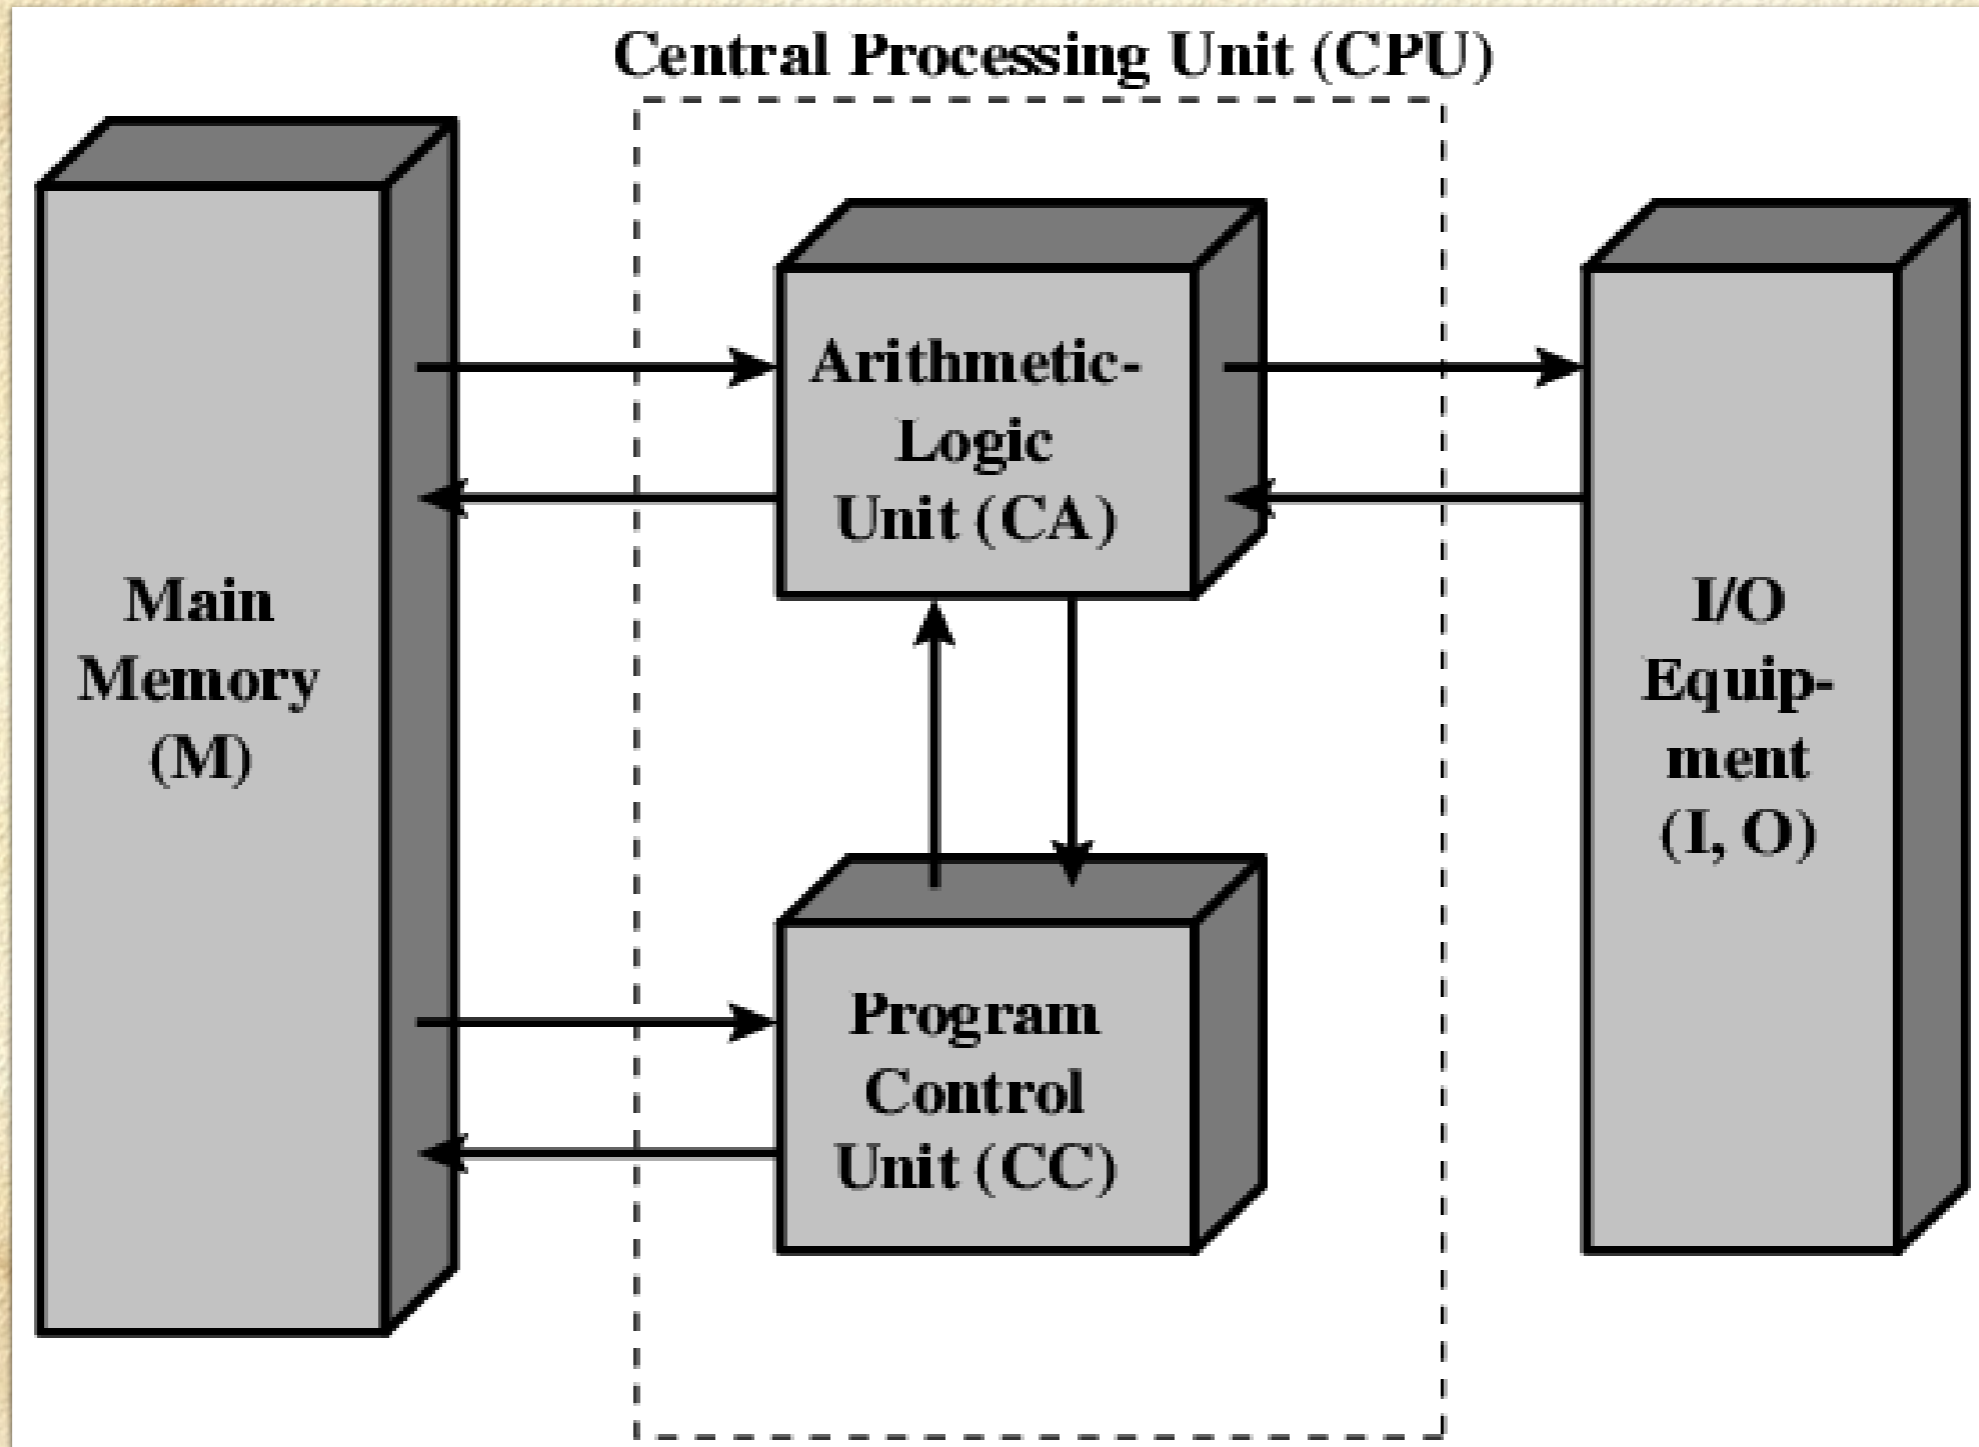 Central Processing Unit (CPU)
Main
Memory
(M)
Arithmetic-
Logic
Unit (CA)
Program
Control
Unit (CC)
I/O
Equip-
ment
(I, O)